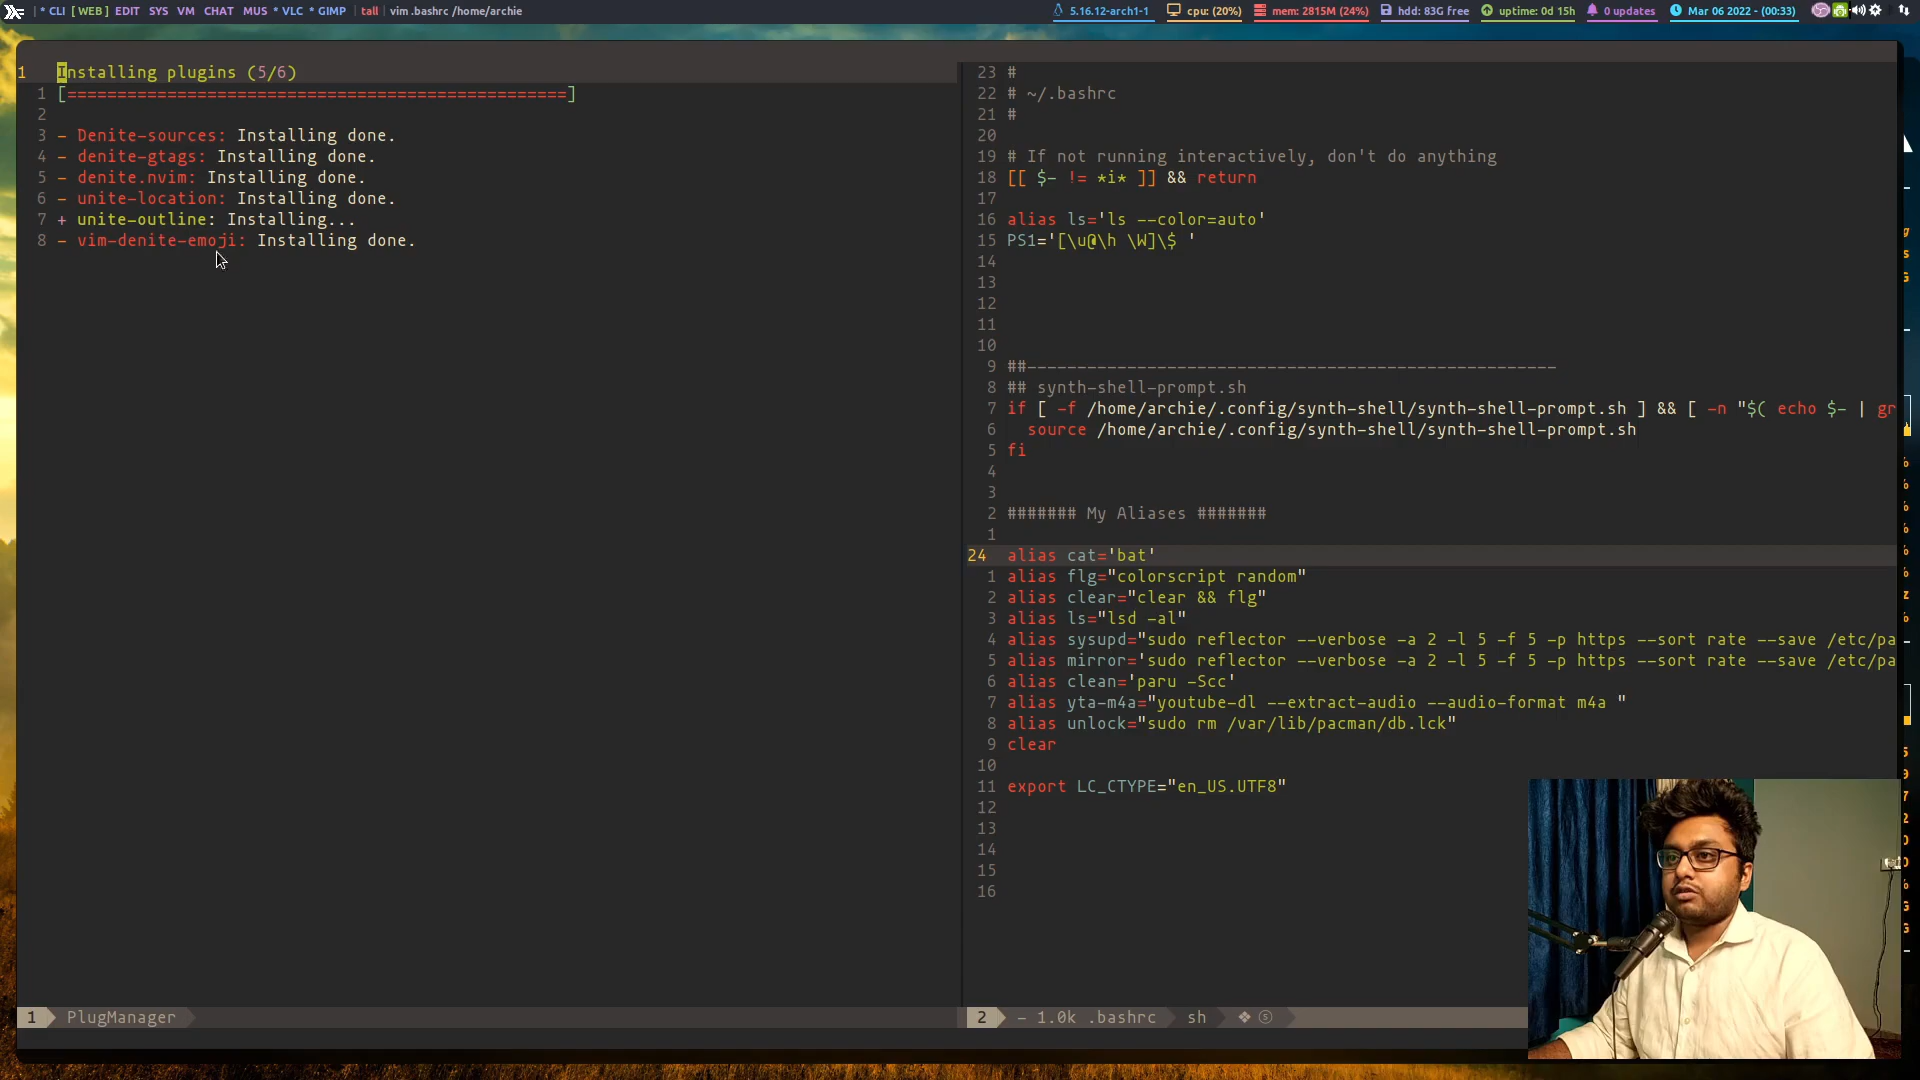 | * CLI [ WEB ] EDIT SYS VM CHAT MUS * VLC * GIMP | tall | vim .bashrc /home/archie
5.16.12-arch1-1 cpu: (20%) mem: 2815M (24%) hdd: 83G free uptime: 0d 15h 0 updates Mar 06 2022 - (00:33)
1 Installing plugins (5/6)
1 [==================================================]
2
3 - Denite-sources: Installing done.
4 - denite-gtags: Installing done.
5 - denite.nvim: Installing done.
6 - unite-location: Installing done.
7 + unite-outline: Installing...
8 - vim-denite-emoji: Installing done.
1 PlugManager
23 #
22 # ~/.bashrc
21 #
20
19 # If not running interactively, don't do anything
18 [[ $- != *i* ]] && return
17
16 alias ls='ls --color=auto'
15 PS1='[\u@\h \W]\$ '
14
13
12
11
10
9 ##-----------------------------------------------------
8 ## synth-shell-prompt.sh
7 if [ -f /home/archie/.config/synth-shell/synth-shell-prompt.sh ] && [ -n "$( echo $- | gr
6 source /home/archie/.config/synth-shell/synth-shell-prompt.sh
5 fi
4
3
2 ####### My Aliases #######
1
24 alias cat='bat'
1 alias flg="colorscript random"
2 alias clear="clear && flg"
3 alias ls="lsd -al"
4 alias sysupd="sudo reflector --verbose -a 2 -l 5 -f 5 -p https --sort rate --save /etc/pa
5 alias mirror='sudo reflector --verbose -a 2 -l 5 -f 5 -p https --sort rate --save /etc/pa
6 alias clean='paru -Scc'
7 alias yta-m4a="youtube-dl --extract-audio --audio-format m4a "
8 alias unlock="sudo rm /var/lib/pacman/db.lck"
9 clear
10
11 export LC_CTYPE="en_US.UTF8"
12
13
14
15
16
2 - 1.0k .bashrc sh ❖ ⓢ